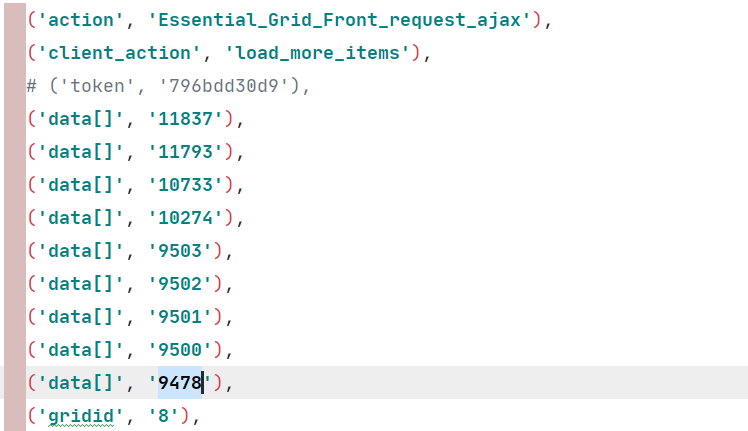 ('action', 'Essential_Grid_Front_request_ajax'),
('client_action', 'load_more_items'),
# ('token', '796bdd30d9'),
('data[]', '11837'),
('data[]', '11793'),
('data[]', '10733'),
('data[]', '10274'),
('data[]', '9503'),
('data[]', '9502'),
('data[]', '9501'),
('data[]', '9500'),
('data[]', '9478'),
('gridid', '8'),